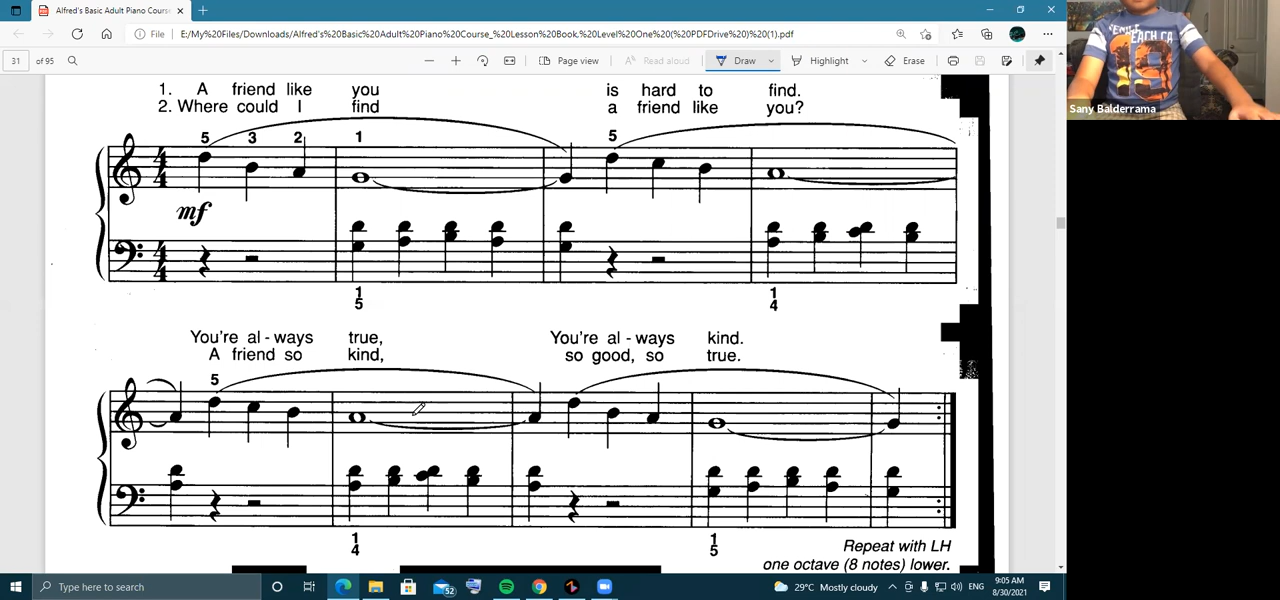 Alfred's Basic Adult Piano Course
File E:/My%20Files/Downloads/Alfred's%20Basic%20Adult%20Piano%20Course_%20Lesson%20Book.%20Level%20One%20(%20PDFDrive%20)%20(1).pdf
31 of 95 Page view Read aloud Draw Highlight Erase
1. A friend like you is hard to find.
2. Where could I find a friend like you?
5 3 2 1 5
4 4
mf
4 4
1 1
5 4
You're al - ways true, You're al - ways kind.
A friend so kind, so good, so true.
5
1 1
4 5
Repeat with LH
one octave (8 notes) lower.
Sany Balderrama
Type here to search 52 29°C Mostly cloudy ENG 9:05 AM
8/30/2021